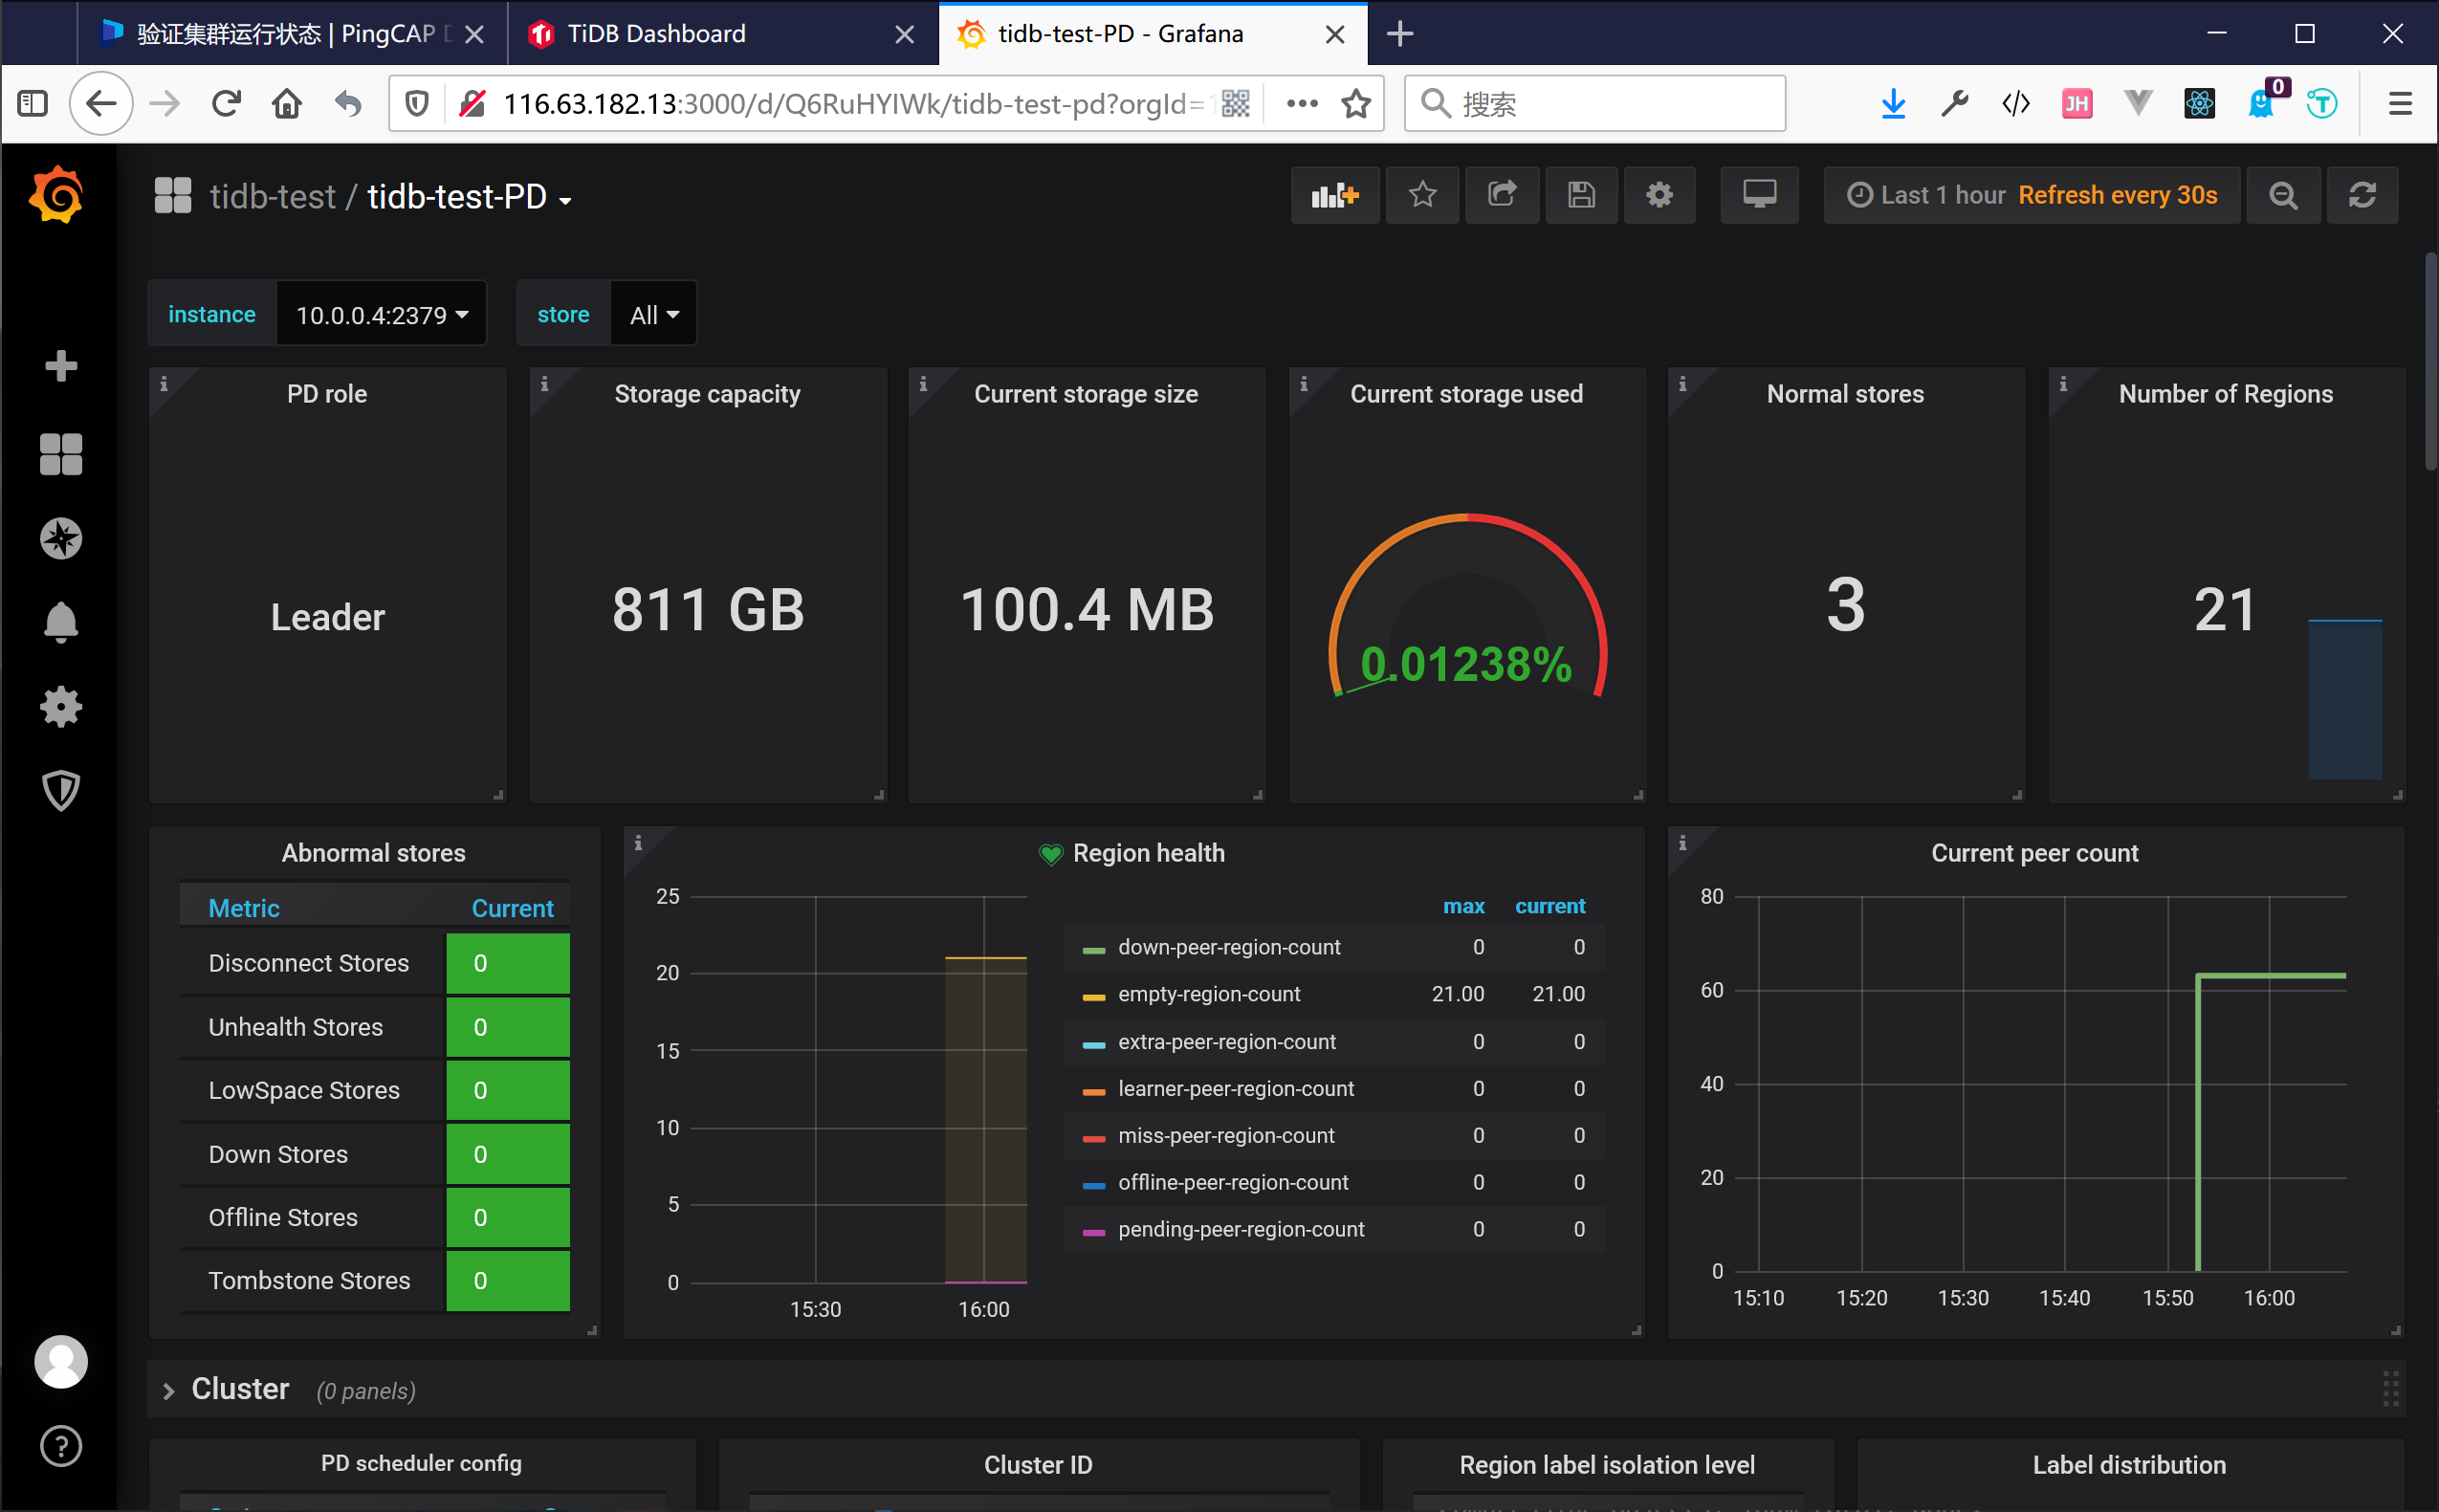 验证集群运行状态 | PingCAP
TiDB Dashboard
tidb-test-PD - Grafana
116.63.182.13:3000/d/Q6RuHYIWk/tidb-test-pd?orgId=
搜索
JH
0
T
tidb-test / tidb-test-PD
Last 1 hour Refresh every 30s
instance 10.0.0.4:2379
store All
PD role
Leader
Storage capacity
811 GB
Current storage size
100.4 MB
Current storage used
0.01238%
Normal stores
3
Number of Regions
21
Abnormal stores
Metric Current
Disconnect Stores 0
Unhealth Stores 0
LowSpace Stores 0
Down Stores 0
Offline Stores 0
Tombstone Stores 0
Region health
25
20
15
10
5
0
15:30 16:00
max current
down-peer-region-count 0 0
empty-region-count 21.00 21.00
extra-peer-region-count 0 0
learner-peer-region-count 0 0
miss-peer-region-count 0 0
offline-peer-region-count 0 0
pending-peer-region-count 0 0
Current peer count
80
60
40
20
0
15:10 15:20 15:30 15:40 15:50 16:00
Cluster (0 panels)
PD scheduler config
Cluster ID
Region label isolation level
Label distribution